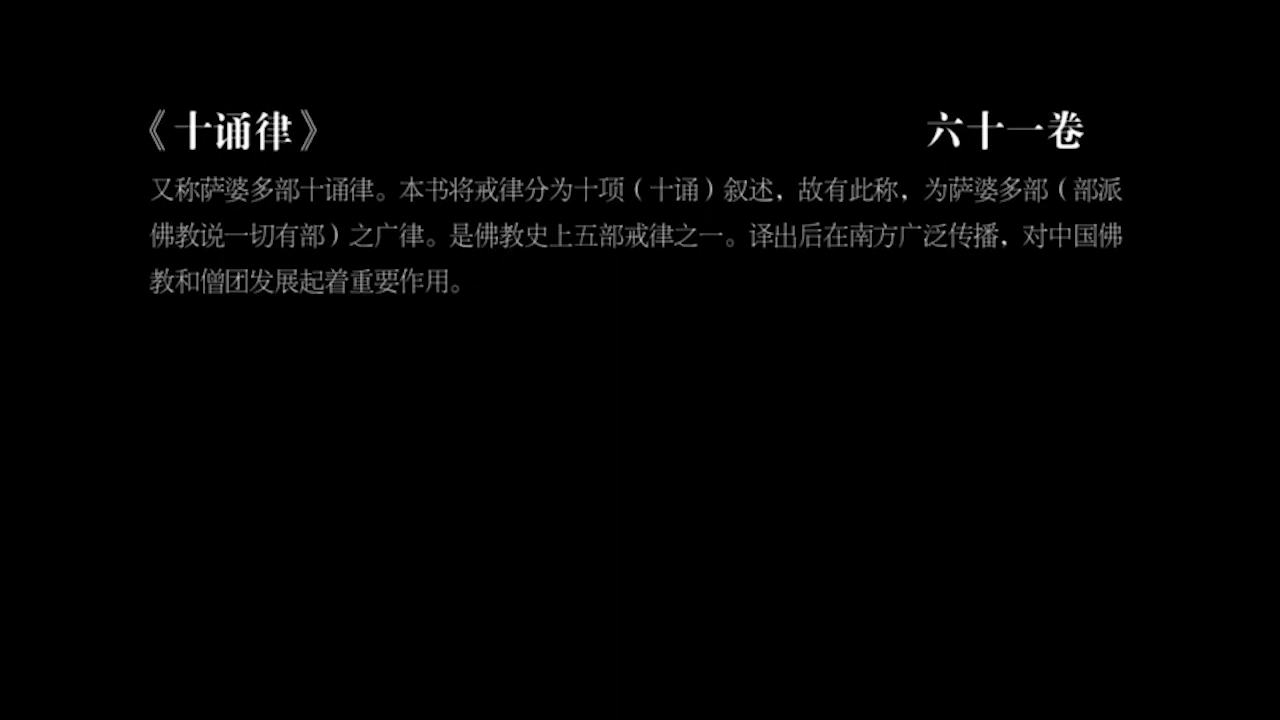 《十诵律》 六十一卷
又称萨婆多部十诵律。本书将戒律分为十项（十诵）叙述，故有此称，为萨婆多部（部派
佛教说一切有部）之广律。是佛教史上五部戒律之一。译出后在南方广泛传播，对中国佛
教和僧团发展起着重要作用。